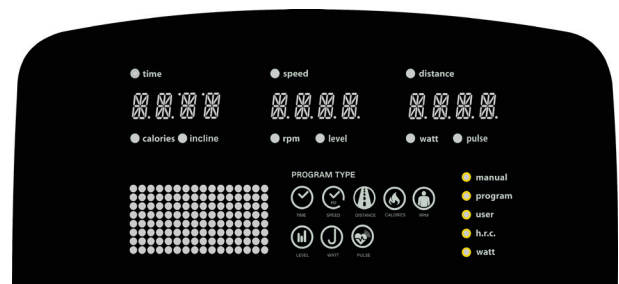 time speed distance
calories incline rpm level watt pulse
PROGRAM TYPE
manual
program
user
h.r.c.
watt
TIME SPEED DISTANCE CALORIES RPM
LEVEL WATT PULSE